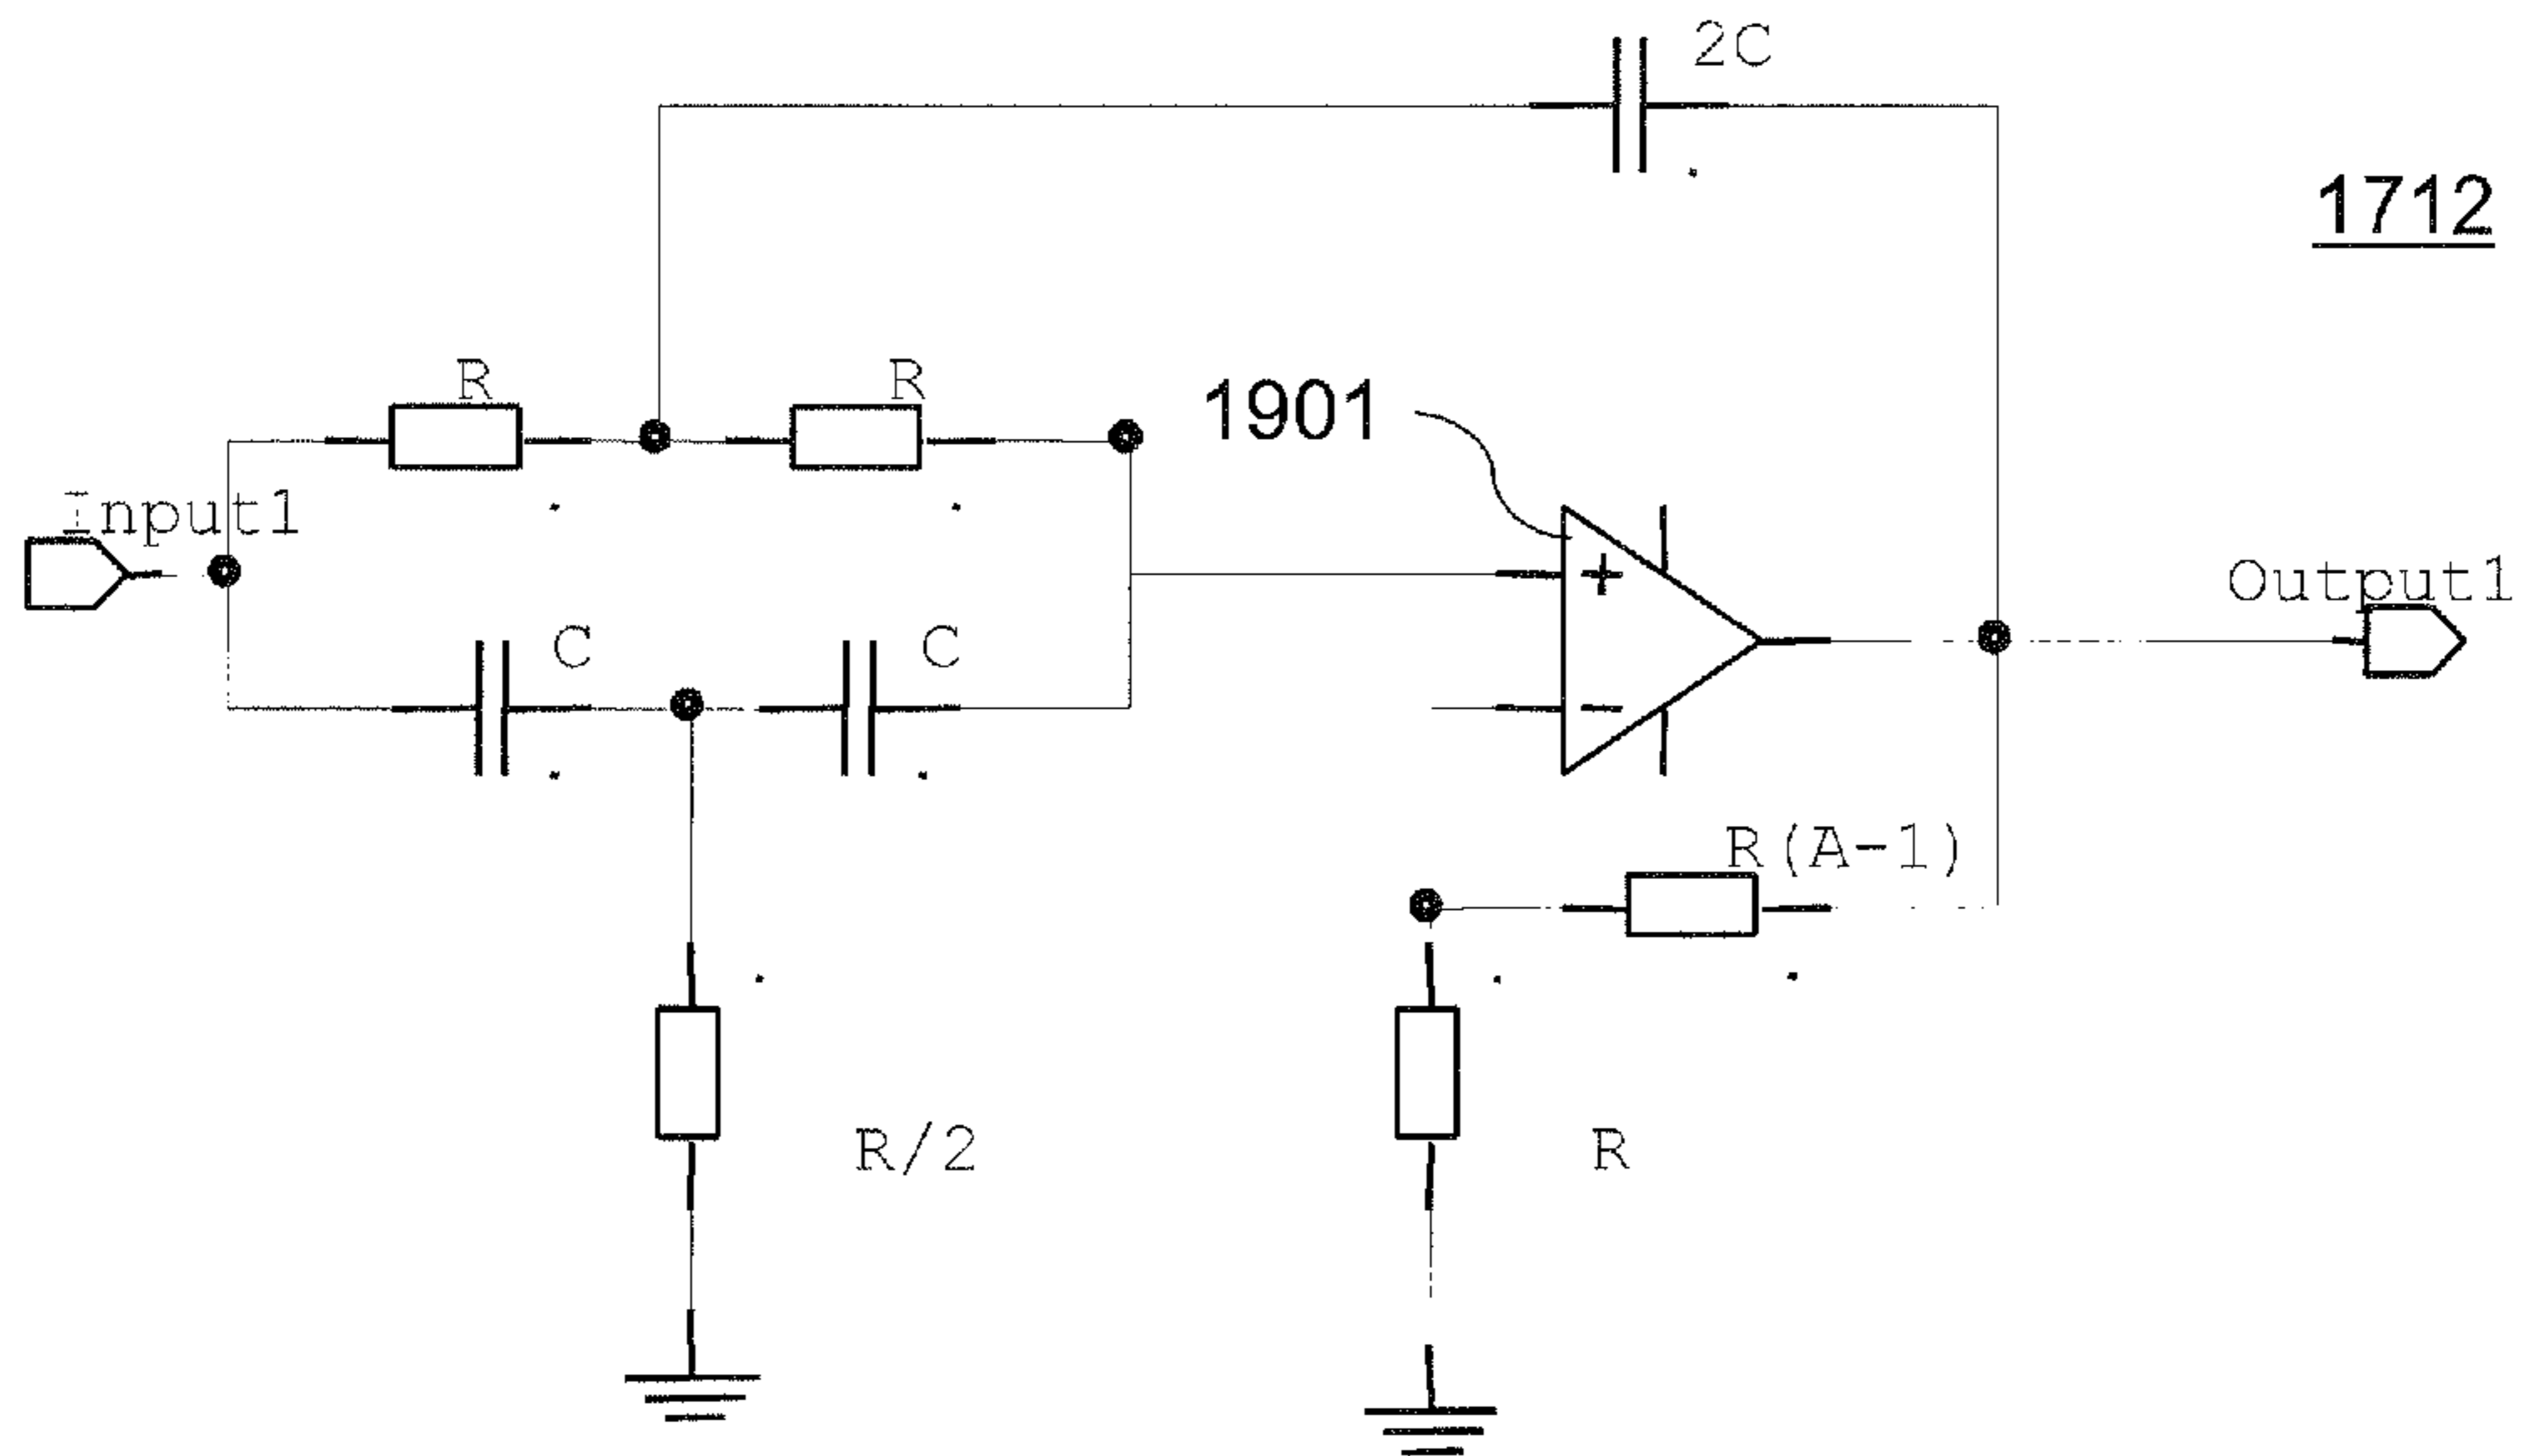 2C
1712
R
R
1901
Input1
+
Output1
C
C
-
R(A-1)
R/2
R